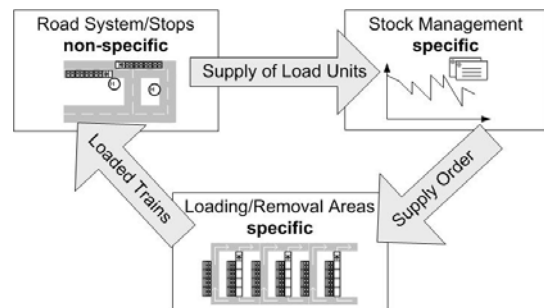 Road System/Stops
non-specific
Supply of Load Units
Stock Management
specific
Supply Order
Loading/Removal Areas
specific
Loaded Trains